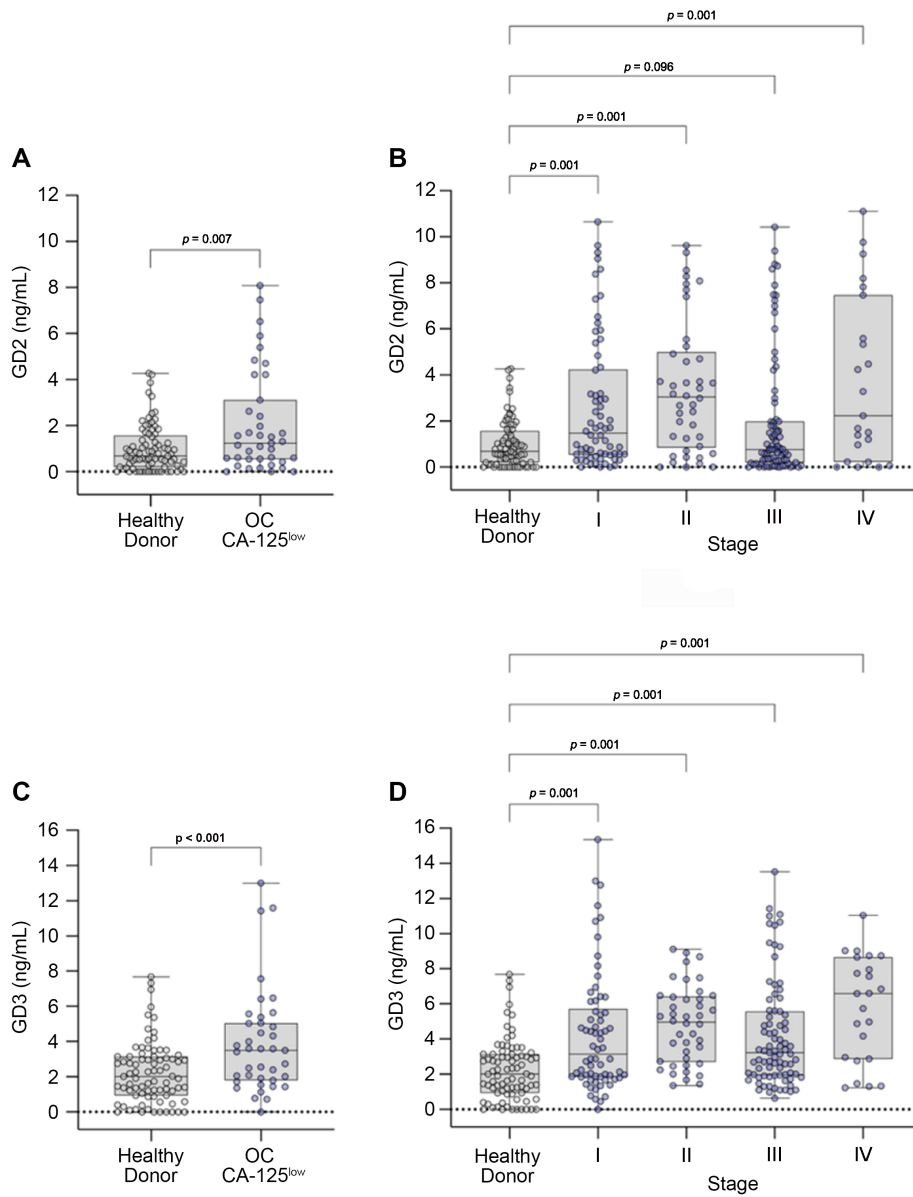 p = 0.001
p = 0.096
p = 0.001
p = 0.001
A
B
12
10
8
6
4
2
0
GD2 (ng/mL)
p = 0.007
Healthy
Donor
OC
CA-125low
12
10
8
6
4
2
0
GD2 (ng/mL)
Healthy
Donor
I
II
III
IV
Stage
p = 0.001
p = 0.001
p = 0.001
p = 0.001
C
D
16
14
12
10
8
6
4
2
0
GD3 (ng/mL)
p < 0.001
Healthy
Donor
OC
CA-125low
16
14
12
10
8
6
4
2
0
GD3 (ng/mL)
Healthy
Donor
I
II
III
IV
Stage